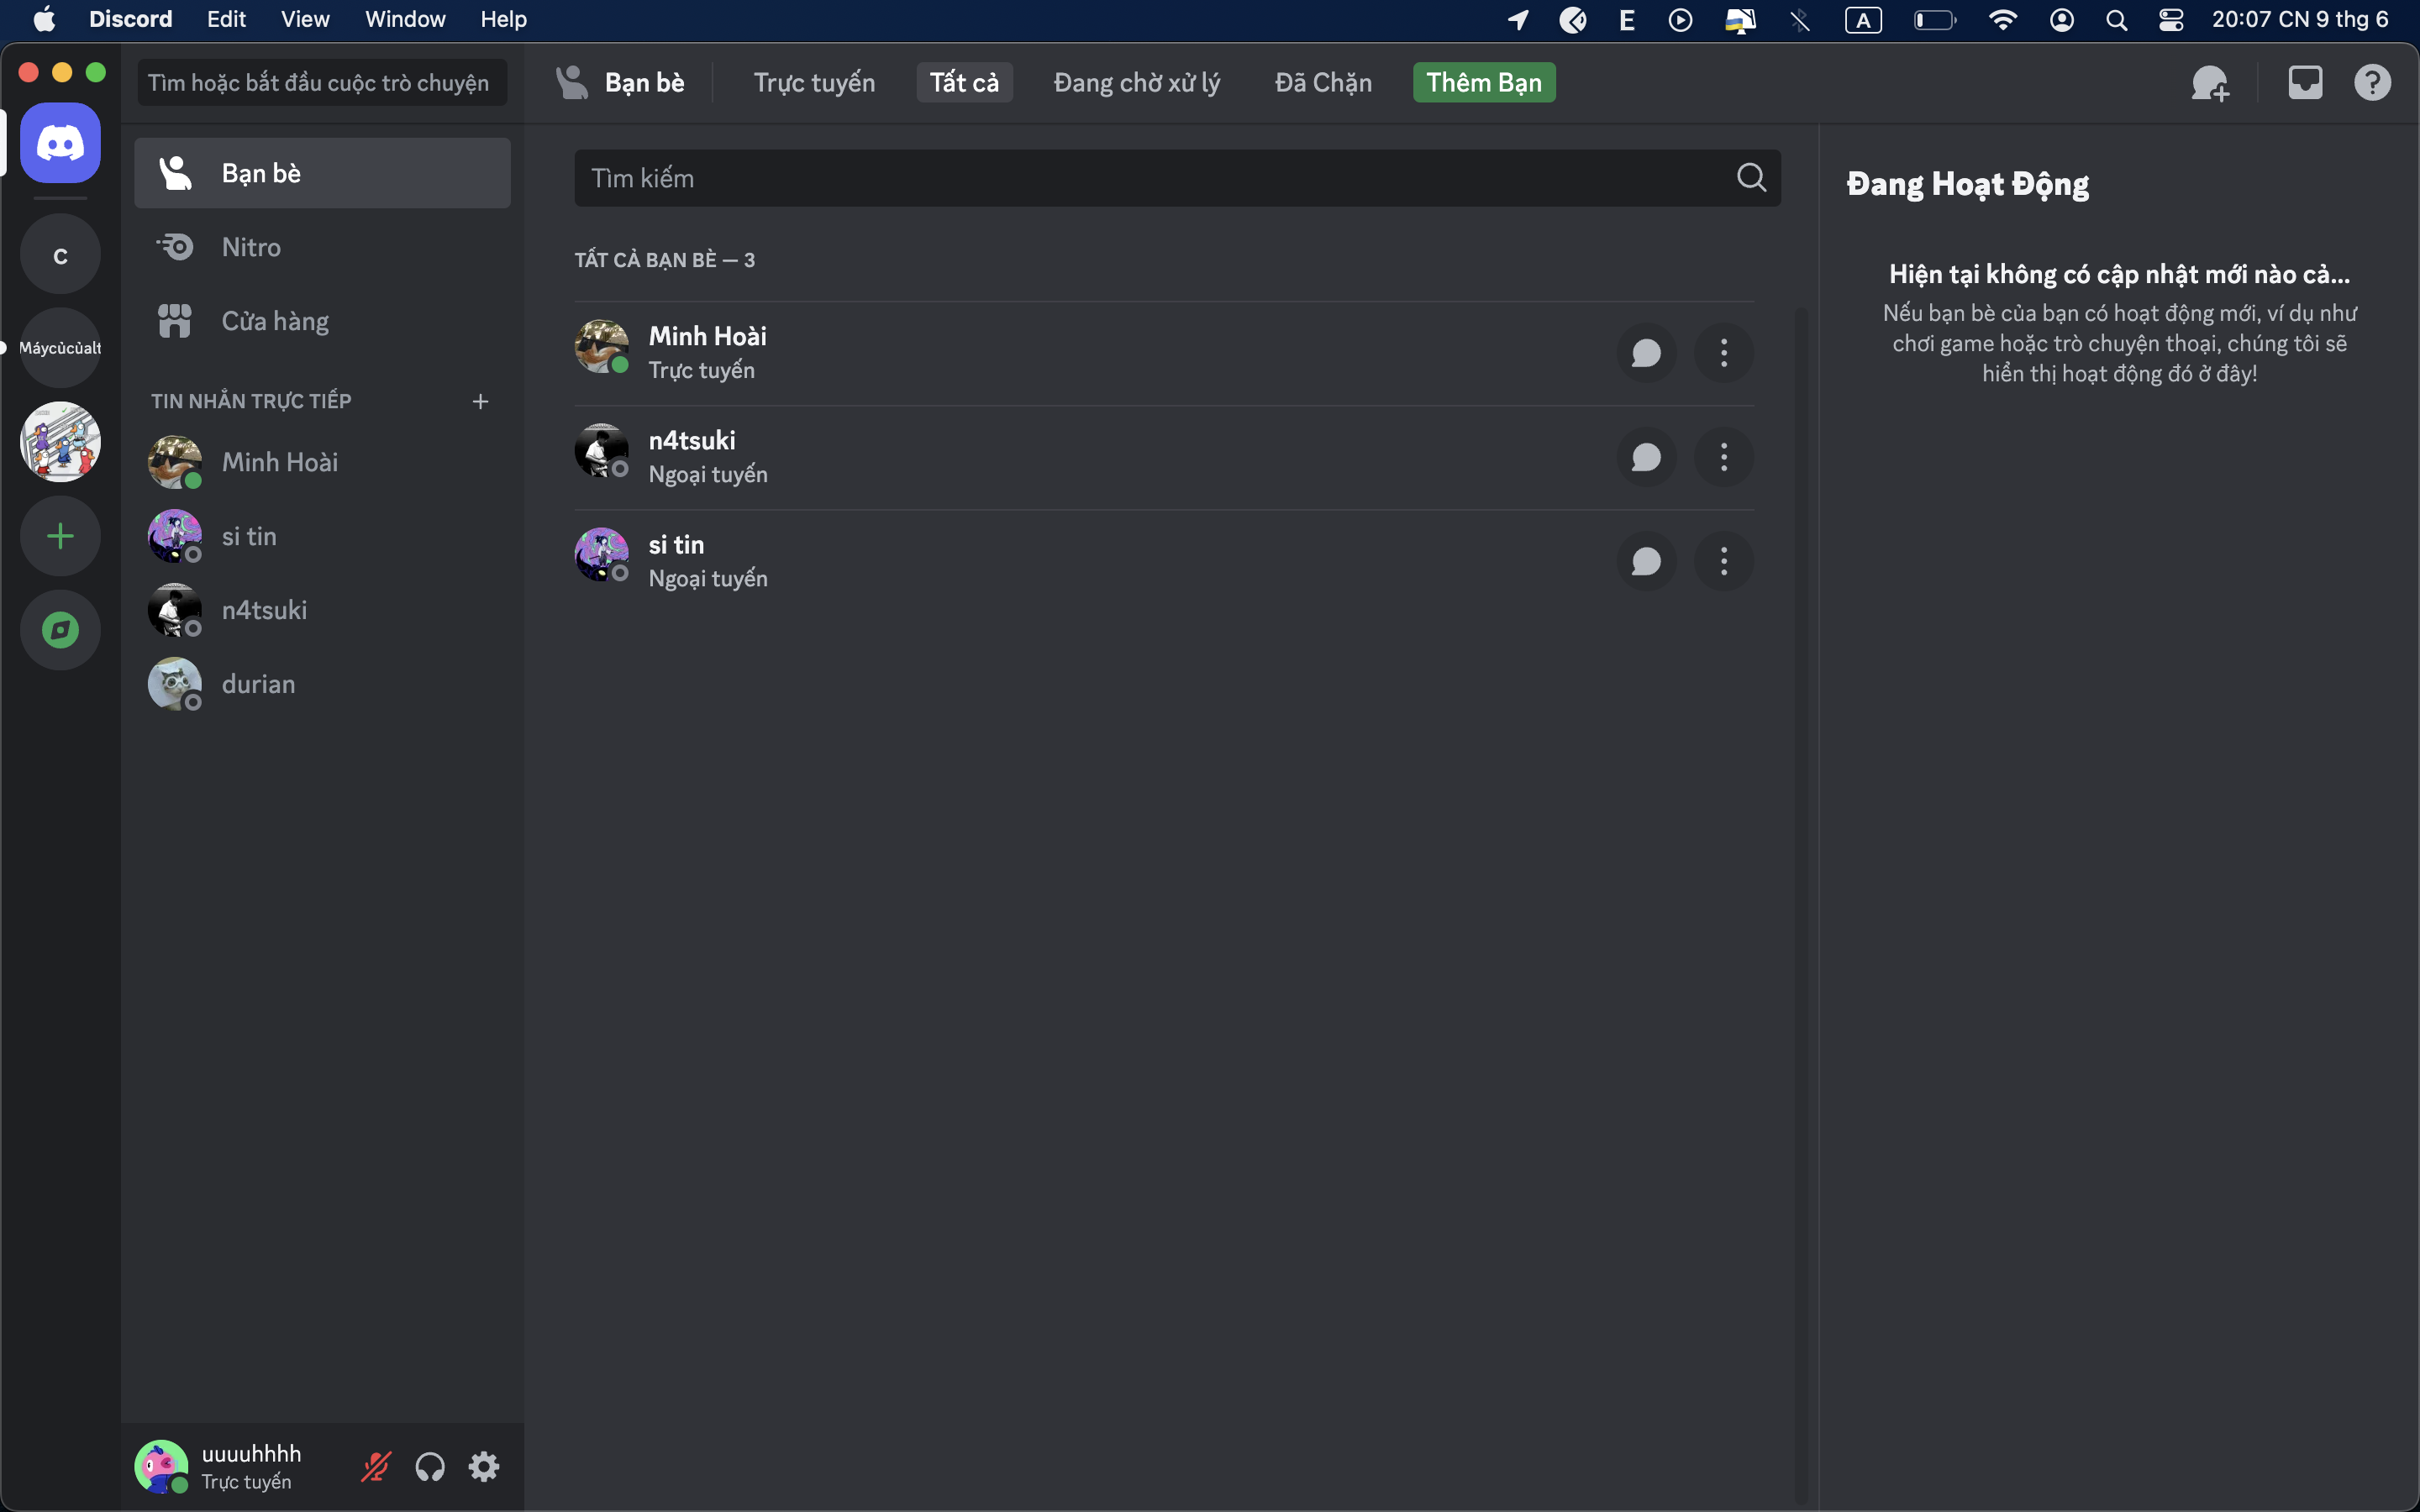 Discord Edit View Window Help
E
A
20:07 CN 9 thg 6
Tìm hoặc bắt đầu cuộc trò chuyện
Bạn bè
Trực tuyến
Tất cả
Đang chờ xử lý
Đã Chặn
Thêm Bạn
C
Máycủcủalt
Bạn bè
Nitro
Cửa hàng
TIN NHẮN TRỰC TIẾP
Minh Hoài
si tin
n4tsuki
durian
uuuuhhhh
Trực tuyến
Tìm kiếm
TẤT CẢ BẠN BÈ — 3
Minh Hoài
Trực tuyến
n4tsuki
Ngoại tuyến
si tin
Ngoại tuyến
Đang Hoạt Động
Hiện tại không có cập nhật mới nào cả...
Nếu bạn bè của bạn có hoạt động mới, ví dụ như
chơi game hoặc trò chuyện thoại, chúng tôi sẽ
hiển thị hoạt động đó ở đây!